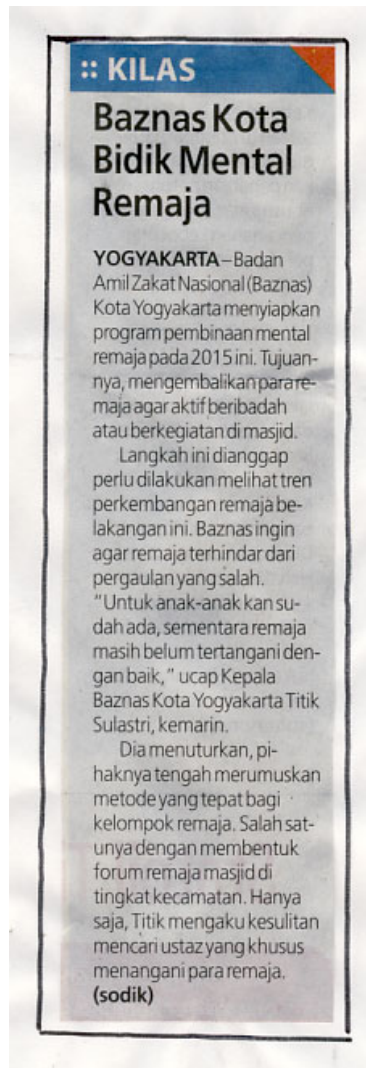 :: KILAS
Baznas Kota
Bidik Mental
Remaja
YOGYAKARTA – Badan
Amil Zakat Nasional (Baznas)
Kota Yogyakarta menyiapkan
program pembinaan mental
remaja pada 2015 ini. Tujuan-
nya, mengembalikan para re-
maja agar aktif beribadah
atau berkegiatan di masjid.
Langkah ini dianggap
perlu dilakukan melihat tren
perkembangan remaja be-
lakangan ini. Baznas ingin
agar remaja terhindar dari
pergaulan yang salah.
"Untuk anak-anak kan su-
dah ada, sementara remaja
masih belum tertangani den-
gan baik, " ucap Kepala
Baznas Kota Yogyakarta Titik
Sulastri, kemarin.
Dia menuturkan, pi-
haknya tengah merumuskan
metode yang tepat bagi
kelompok remaja. Salah sat-
unya dengan membentuk
forum remaja masjid di
tingkat kecamatan. Hanya
saja, Titik mengaku kesulitan
mencari ustaz yang khusus
menangani para remaja.
(sodik)